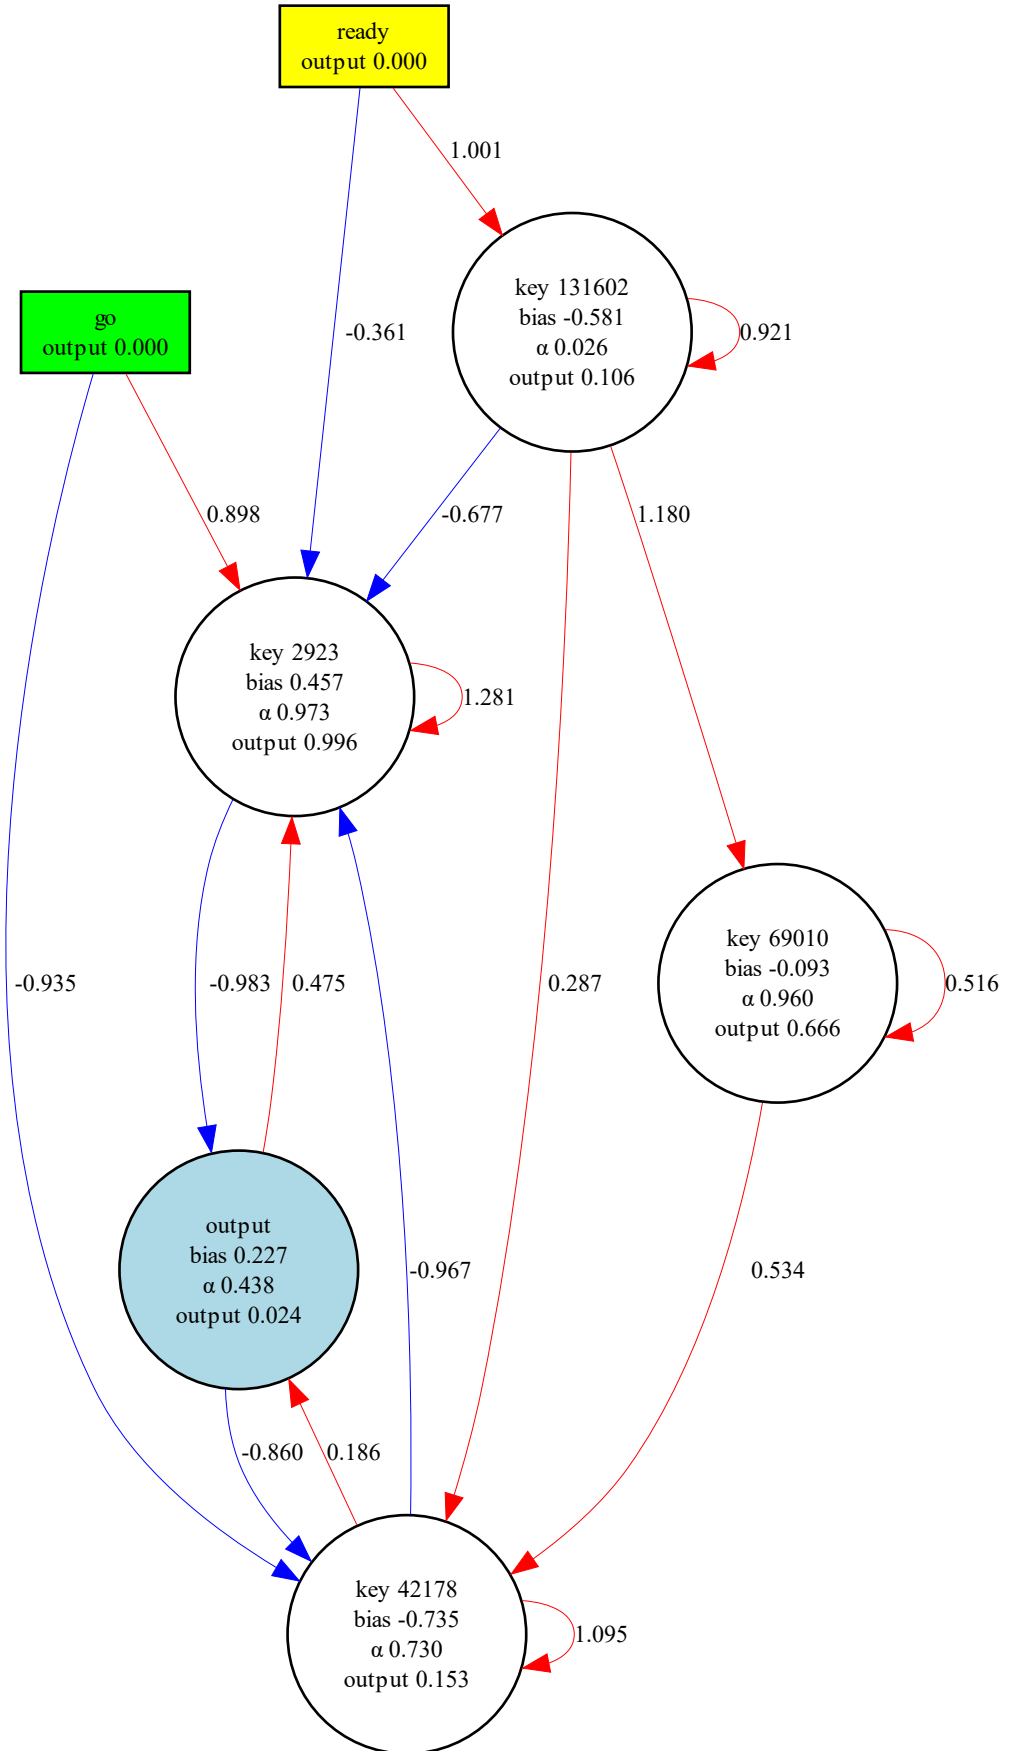 ready
output 0.000
1.001
key 131602
bias -0.581
α 0.026
output 0.106
0.921
go
output 0.000
-0.361
0.898
-0.677
1.180
key 2923
bias 0.457
α 0.973
output 0.996
1.281
-0.935
-0.983
0.475
0.287
key 69010
bias -0.093
α 0.960
output 0.666
0.516
output
bias 0.227
α 0.438
output 0.024
-0.967
0.534
-0.860
0.186
key 42178
bias -0.735
α 0.730
output 0.153
1.095